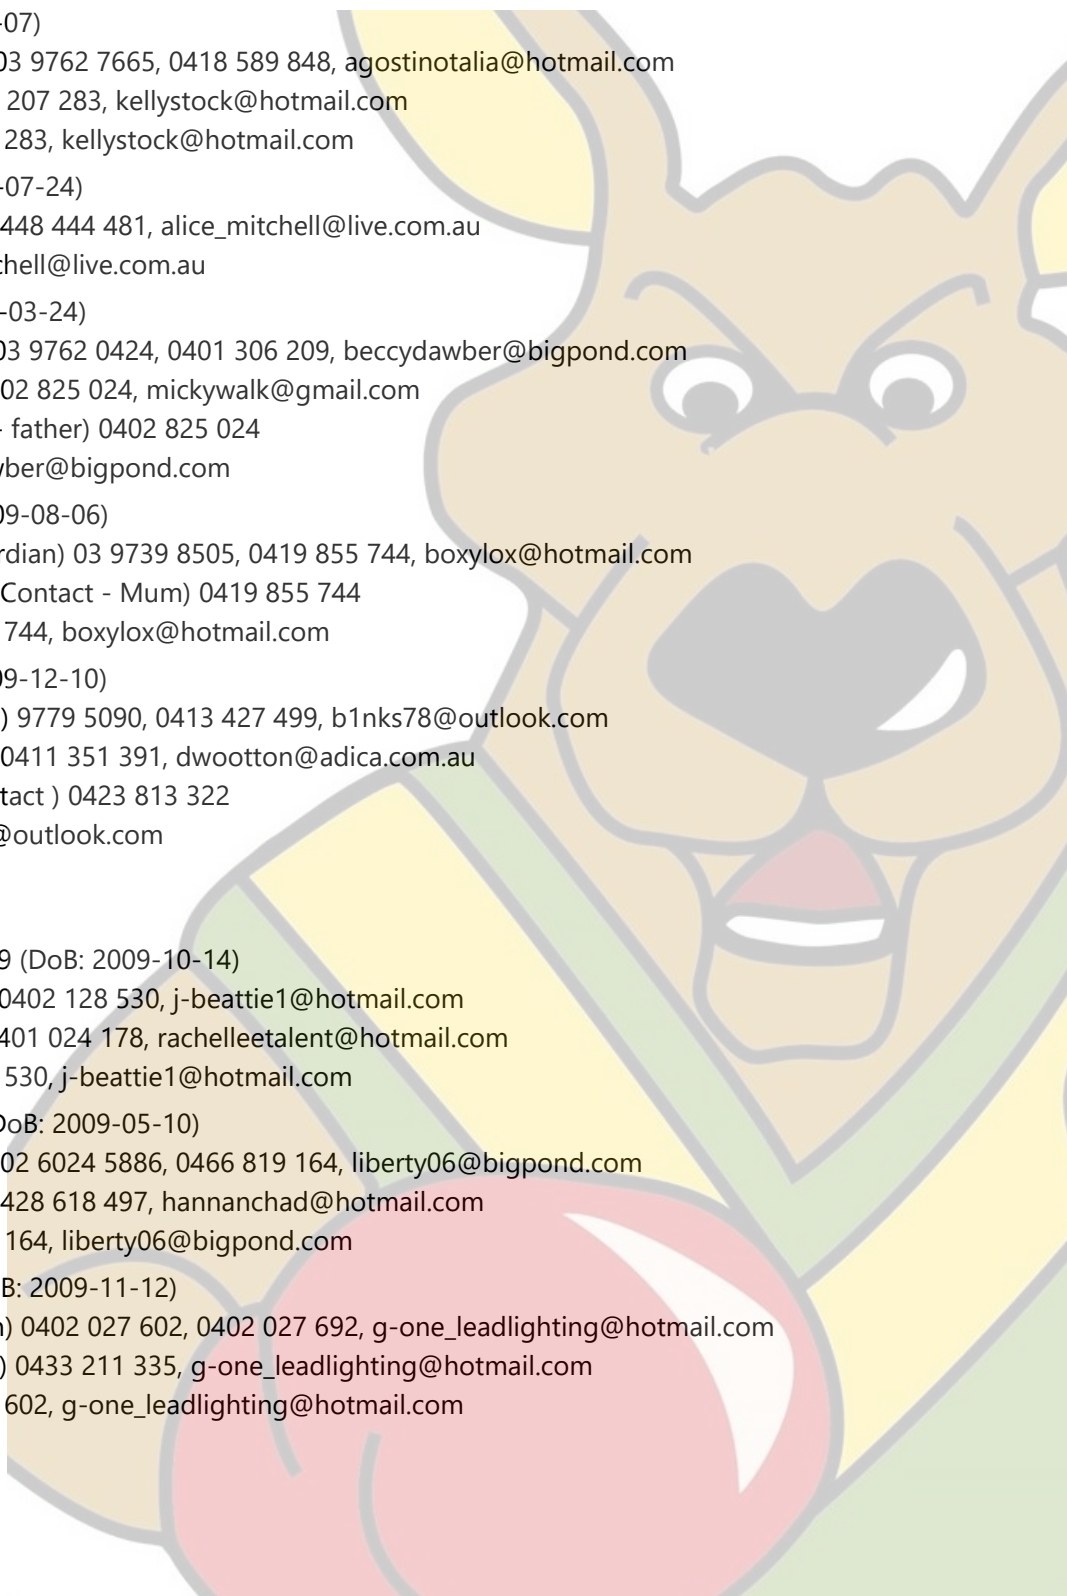 -07)
03 9762 7665, 0418 589 848, agostinotalia@hotmail.com
207 283, kellystock@hotmail.com
283, kellystock@hotmail.com
-07-24)
448 444 481, alice_mitchell@live.com.au
chell@live.com.au
-03-24)
03 9762 0424, 0401 306 209, beccydawber@bigpond.com
02 825 024, mickywalk@gmail.com
- father) 0402 825 024
wber@bigpond.com
09-08-06)
rdian) 03 9739 8505, 0419 855 744, boxylox@hotmail.com
Contact - Mum) 0419 855 744
744, boxylox@hotmail.com
09-12-10)
) 9779 5090, 0413 427 499, b1nks78@outlook.com
0411 351 391, dwootton@adica.com.au
tact ) 0423 813 322
@outlook.com
9 (DoB: 2009-10-14)
0402 128 530, j-beattie1@hotmail.com
401 024 178, rachelleetalent@hotmail.com
530, j-beattie1@hotmail.com
DoB: 2009-05-10)
02 6024 5886, 0466 819 164, liberty06@bigpond.com
428 618 497, hannanchad@hotmail.com
164, liberty06@bigpond.com
B: 2009-11-12)
n) 0402 027 602, 0402 027 692, g-one_leadlighting@hotmail.com
) 0433 211 335, g-one_leadlighting@hotmail.com
602, g-one_leadlighting@hotmail.com